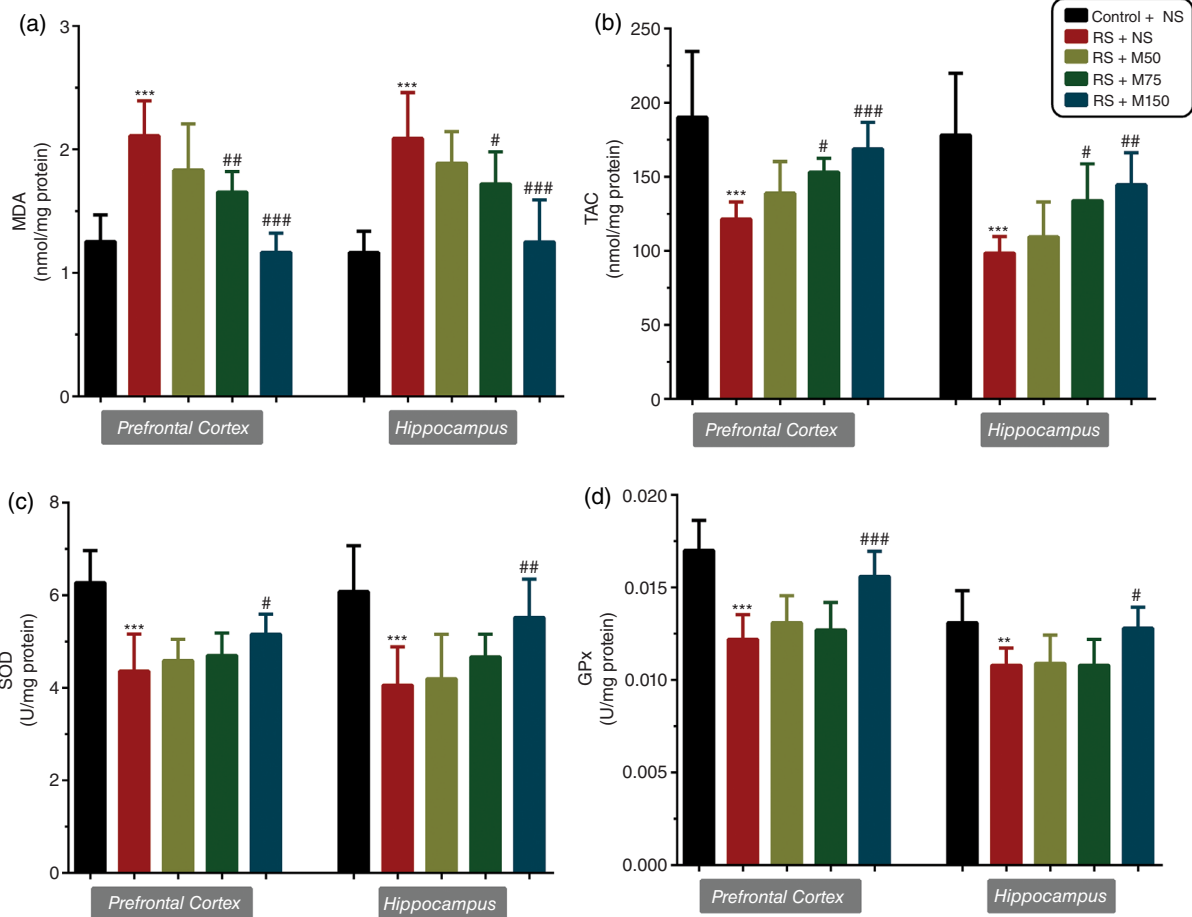 (a)
3
2
1
0
MDA
(nmol/mg protein)
***
##
###
***
#
###
Prefrontal Cortex
Hippocampus
(b)
250
200
150
100
50
0
TAC
(nmol/mg protein)
***
#
###
***
#
##
Prefrontal Cortex
Hippocampus
Control + NS
RS + NS
RS + M50
RS + M75
RS + M150
(c)
8
6
4
2
0
SOD
(U/mg protein)
***
#
***
##
Prefrontal Cortex
Hippocampus
(d)
0.020
0.015
0.010
0.005
0.000
GPx
(U/mg protein)
***
###
**
#
Prefrontal Cortex
Hippocampus